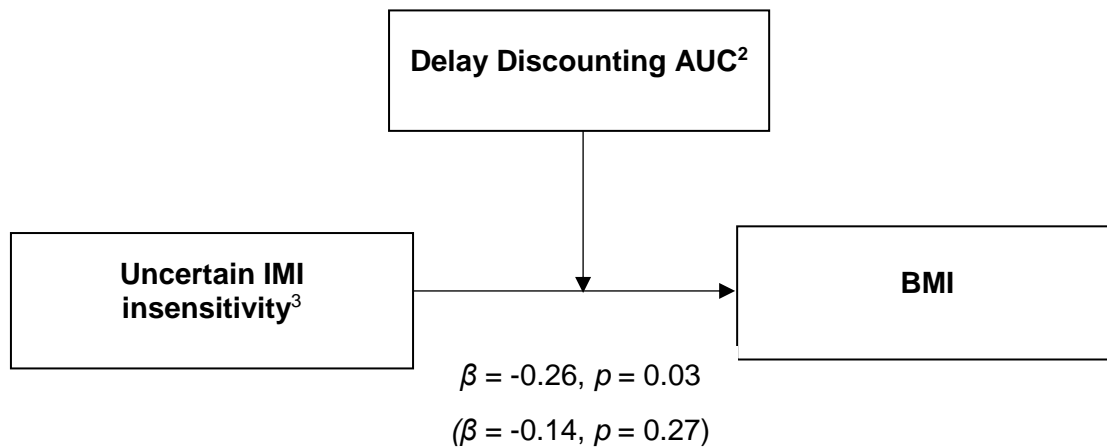 Delay Discounting AUC²
Uncertain IMI
insensitivity³
BMI
β = -0.26, p = 0.03
(β = -0.14, p = 0.27)